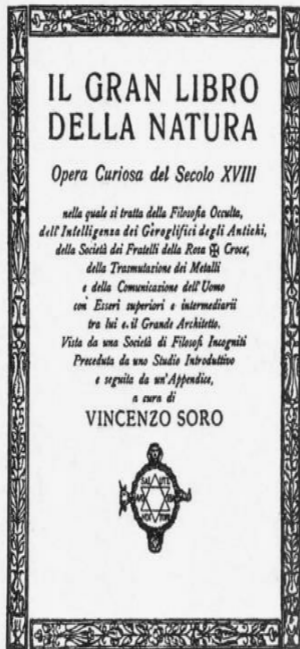 IL GRAN LIBRO
DELLA NATURA
Opera Curiosa del Secolo XVIII
nella quale si tratta della Filosofia Occulta,
dell'Intelligenza dei Geroglifici degli Antichi,
della Società dei Fratelli della Rosa ✠ Croce,
della Trasmutazione dei Metalli
e della Comunicazione dell'Uomo
con Esseri superiori e intermediarii
tra lui e il Grande Architetto.
Vista da una Società di Filosofi Incogniti
Preceduta da uno Studio Introduttivo
e seguita da un'Appendice,
a cura di
VINCENZO SORO